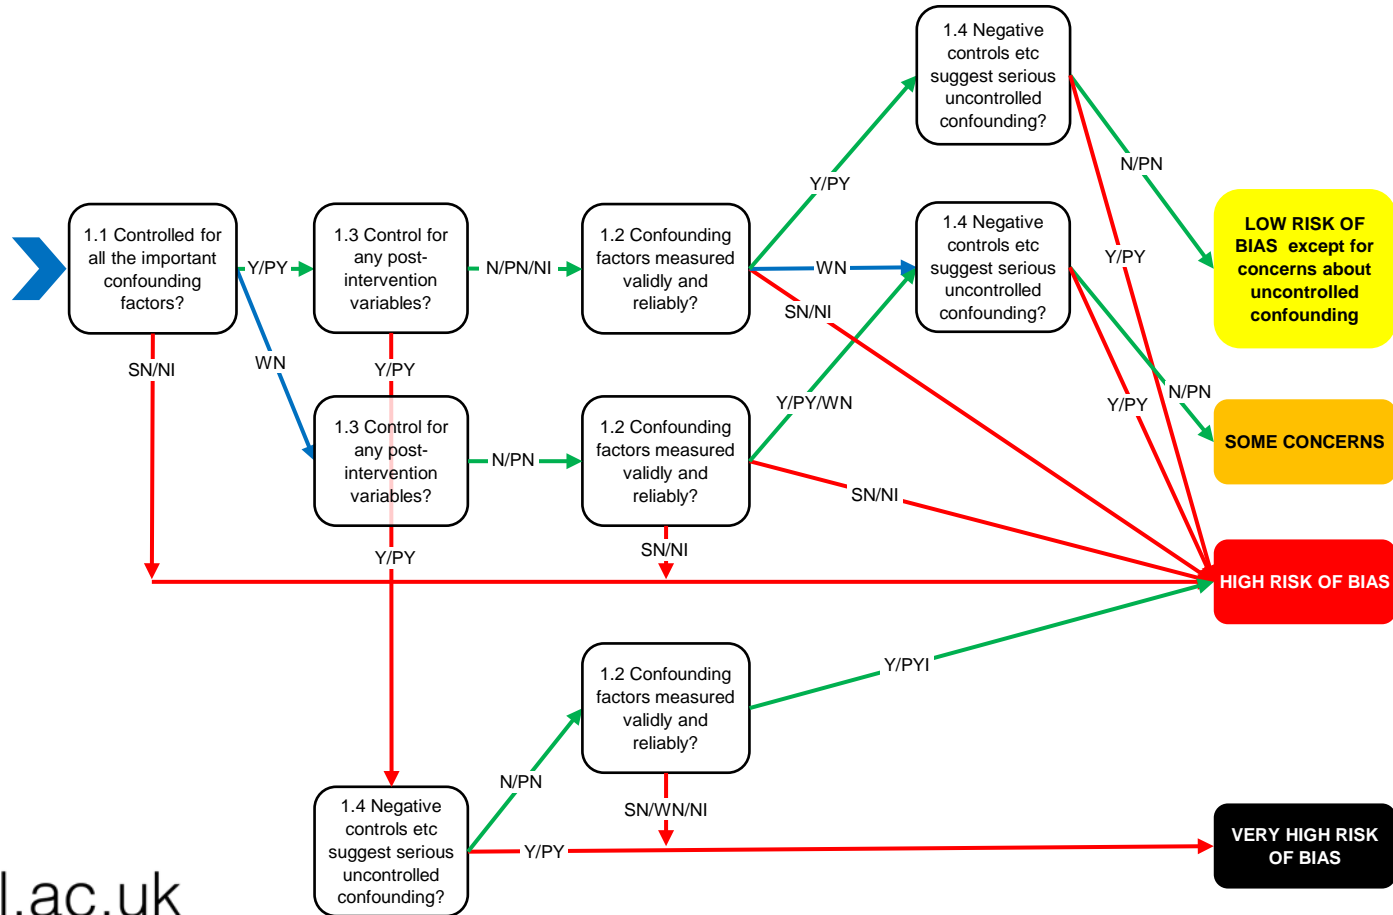 1.4 Negative
controls etc
suggest serious
uncontrolled
confounding?
N/PN
Y/PY
Y/PY
1.1 Controlled for
all the important
confounding
factors?
Y/PY
1.3 Control for
any post-
intervention
variables?
N/PN/NI
1.2 Confounding
factors measured
validly and
reliably?
WN
1.4 Negative
controls etc
suggest serious
uncontrolled
confounding?
LOW RISK OF
BIAS except for
concerns about
uncontrolled
confounding
SN/NI
SN/NI
WN
Y/PY
Y/PY/WN
Y/PY
N/PN
1.3 Control for
any post-
intervention
variables?
N/PN
1.2 Confounding
factors measured
validly and
reliably?
SOME CONCERNS
SN/NI
Y/PY
SN/NI
HIGH RISK OF BIAS
1.2 Confounding
factors measured
validly and
reliably?
Y/PYI
N/PN
SN/WN/NI
1.4 Negative
controls etc
suggest serious
uncontrolled
confounding?
Y/PY
VERY HIGH RISK
OF BIAS
l.ac.uk